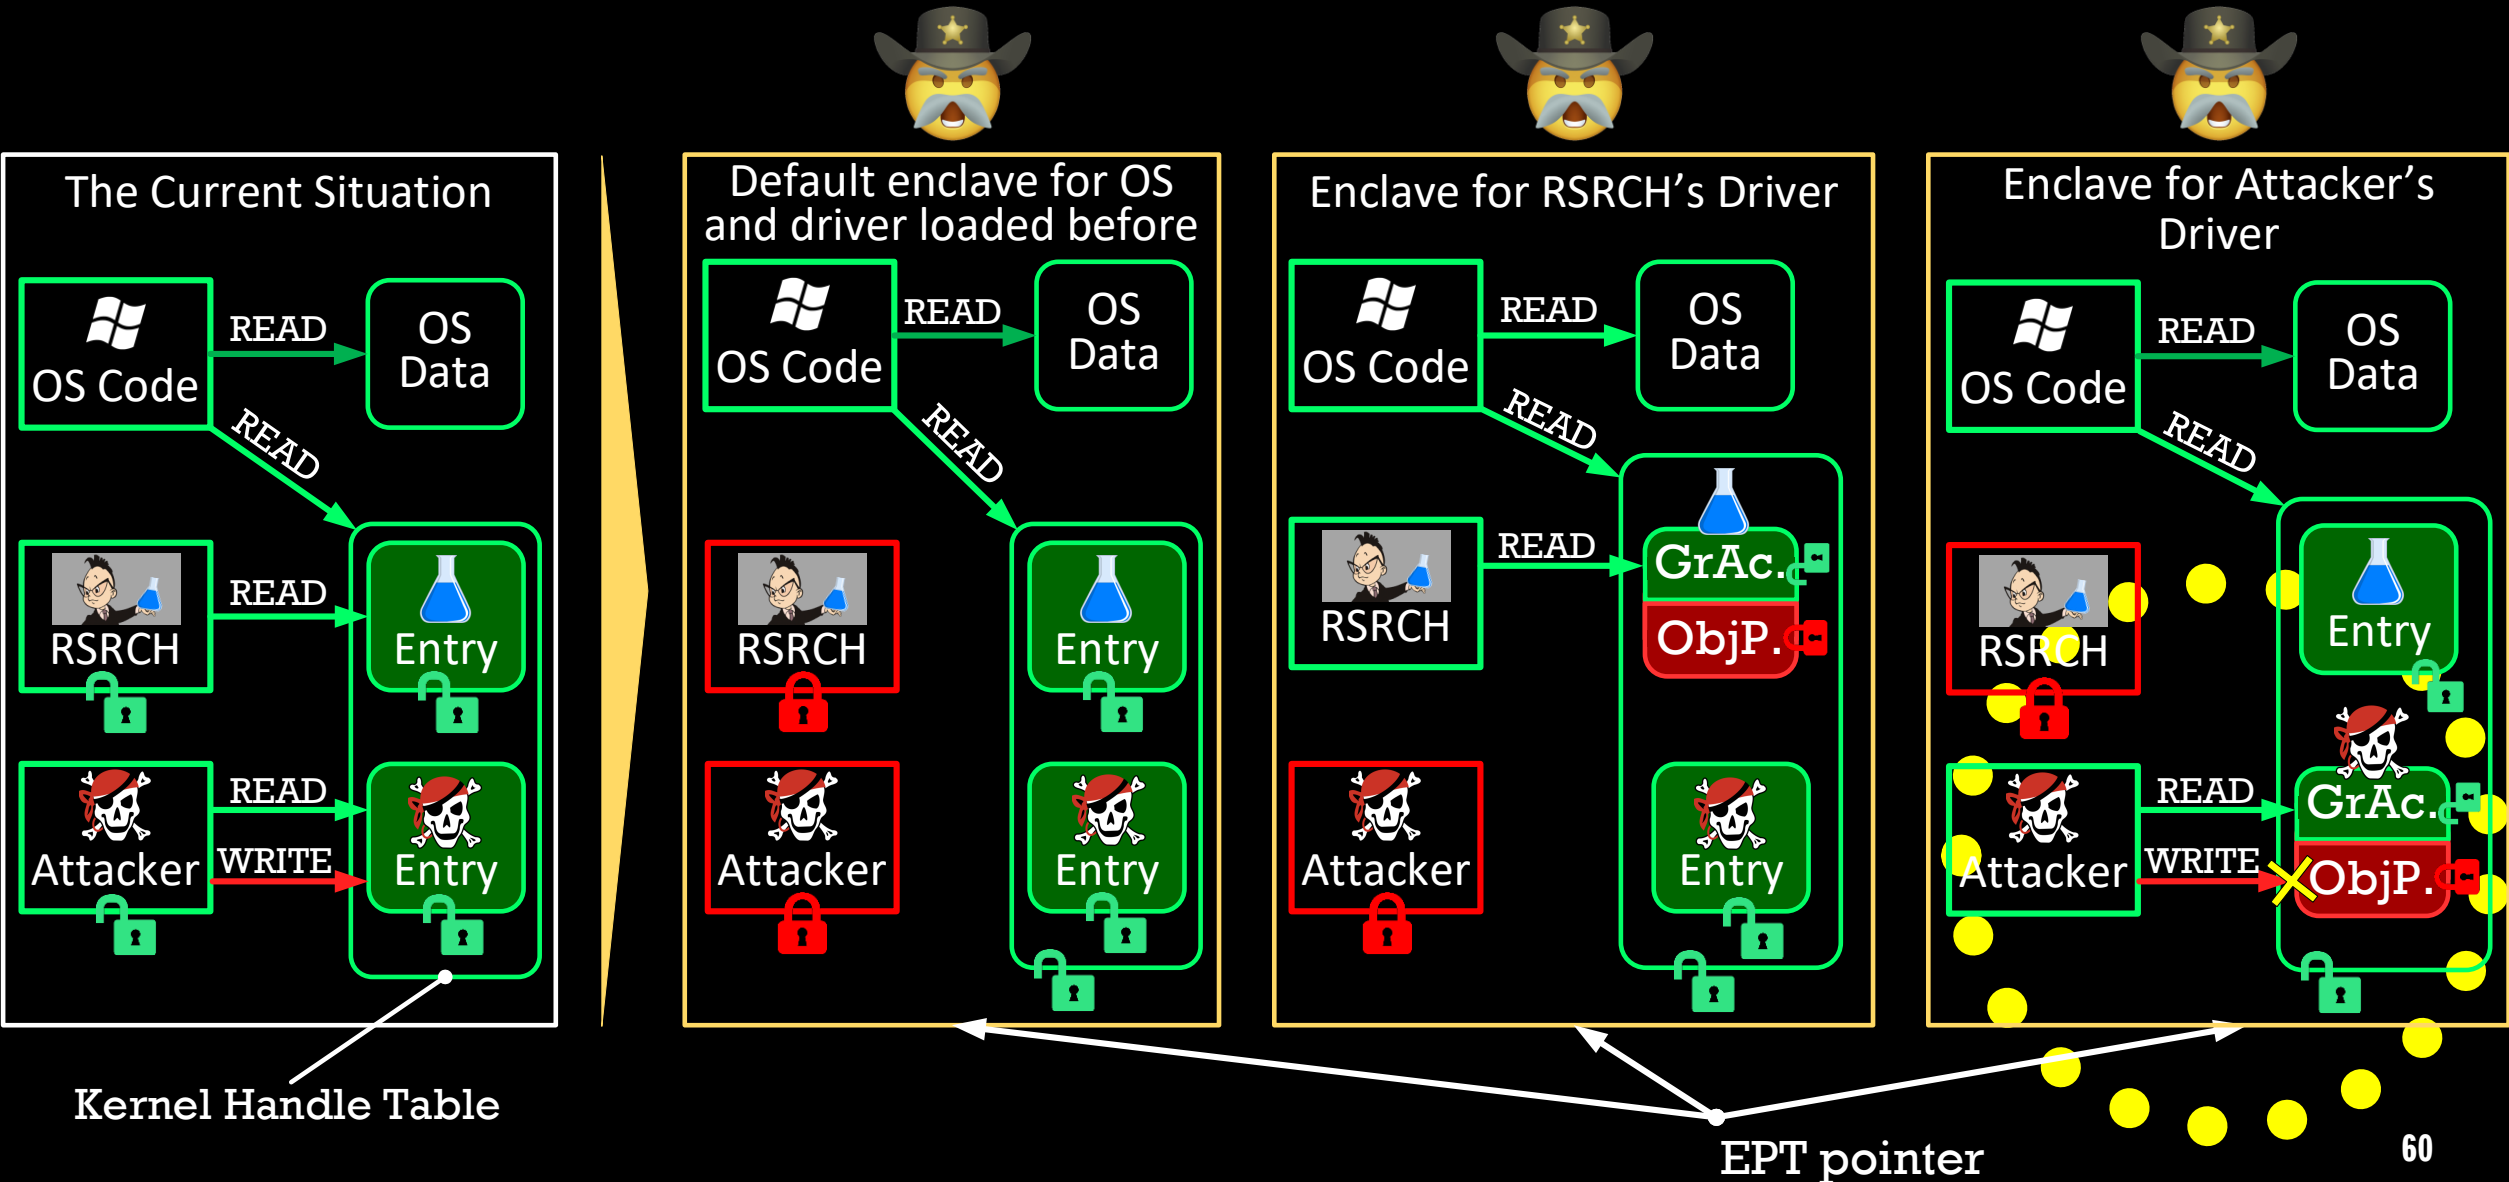 The Current Situation
READ
OS Code
OS
Data
READ
RSRCH
READ
Entry
Attacker
READ
WRITE
Entry
Kernel Handle Table
Default enclave for OS
and driver loaded before
READ
OS Code
OS
Data
READ
RSRCH
Entry
Attacker
Entry
Enclave for RSRCH’s Driver
READ
OS Code
OS
Data
READ
RSRCH
READ
GrAc.
ObjP.
Attacker
Entry
Enclave for Attacker’s
Driver
READ
OS Code
OS
Data
READ
RSRCH
Entry
Attacker
READ
WRITE
GrAc.
ObjP.
EPT pointer
60